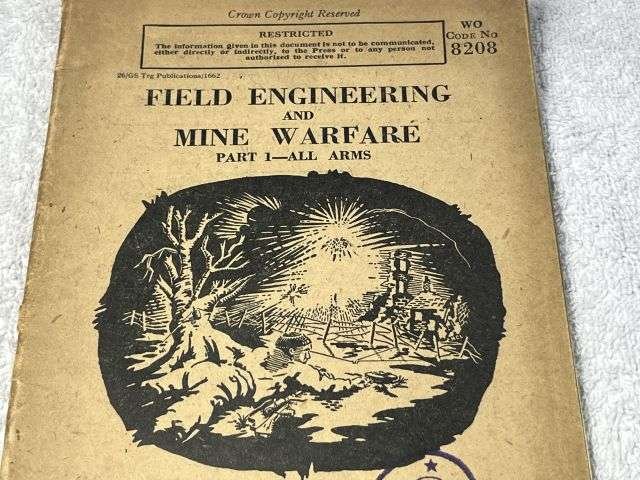 Crown Copyright Reserved
RESTRICTED
The information given in this document is not to be communicated,
either directly or indirectly, to the Press or to any person not
authorized to receive it.
WO
CODE No
8208
26/GS Trg Publications/1662
FIELD ENGINEERING
AND
MINE WARFARE
PART 1—ALL ARMS